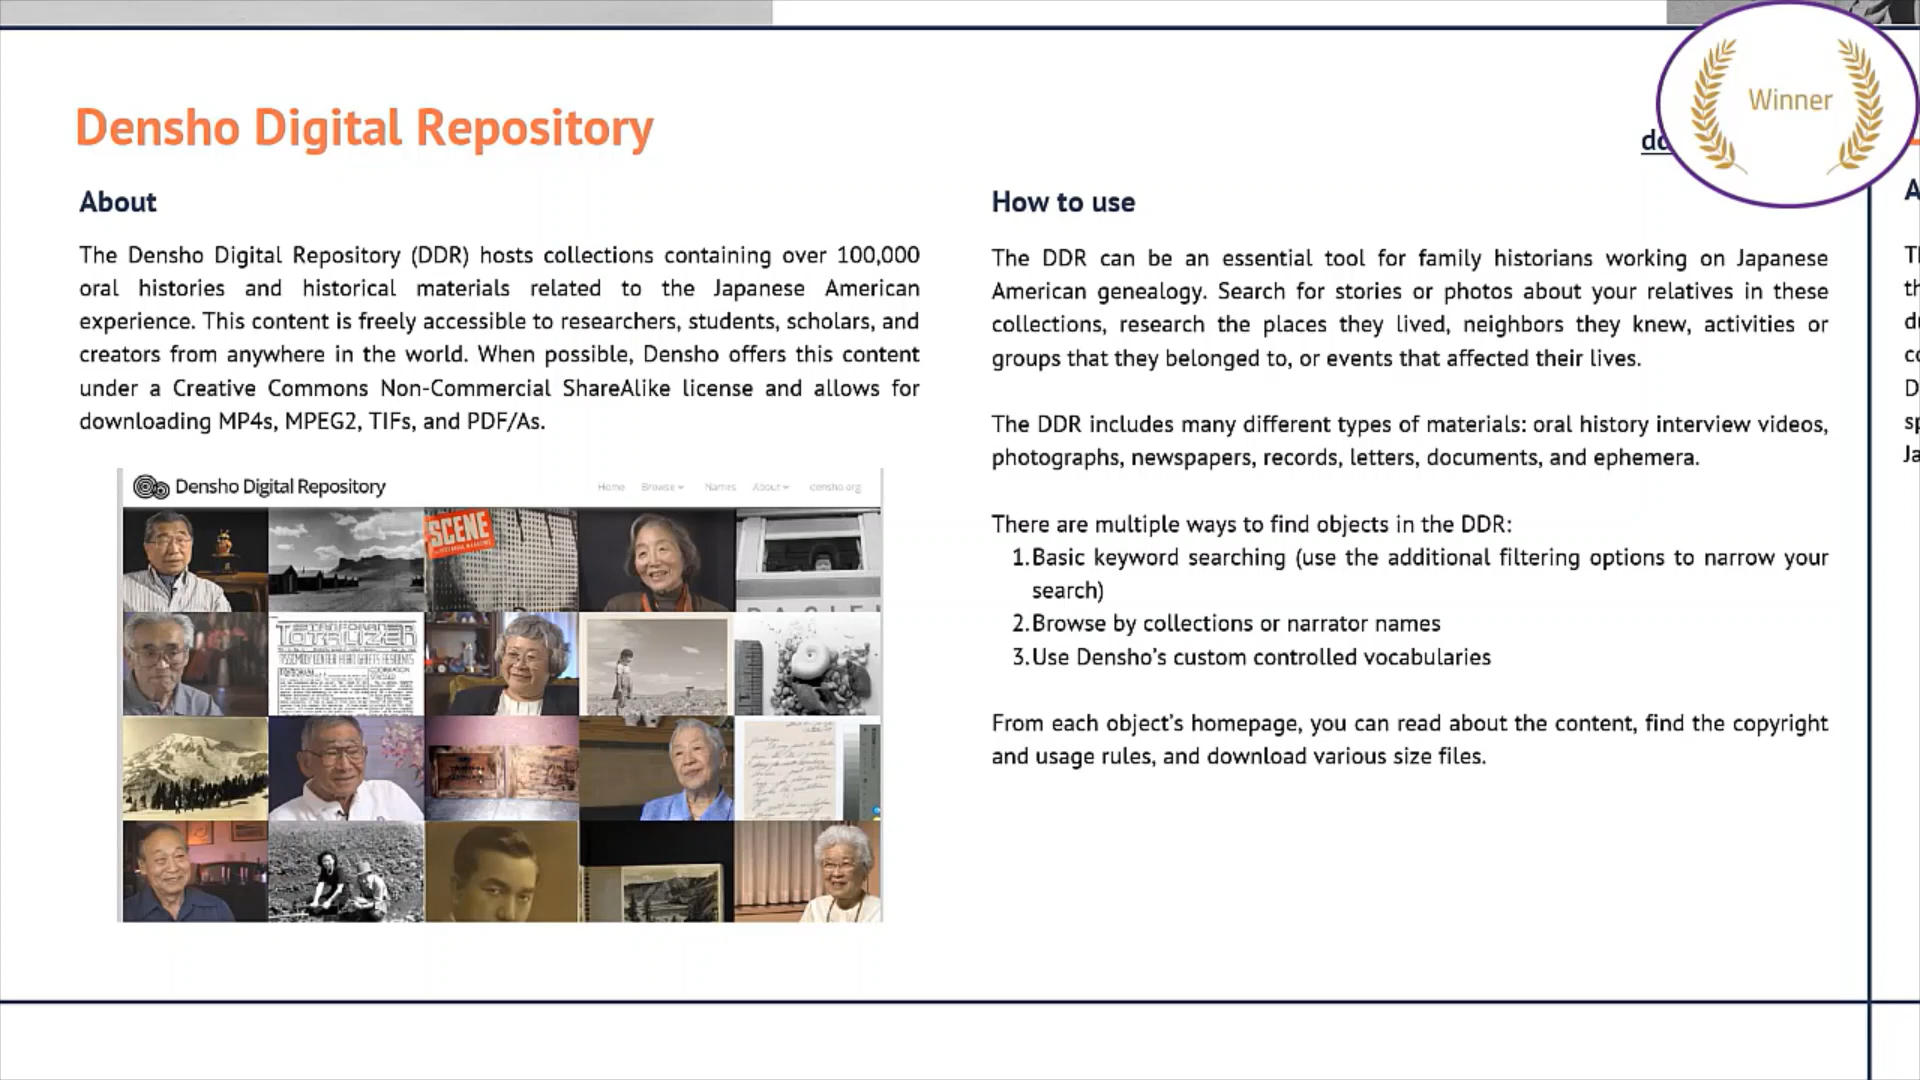 Winner
Densho Digital Repository
About
The Densho Digital Repository (DDR) hosts collections containing over 100,000
oral histories and historical materials related to the Japanese American
experience. This content is freely accessible to researchers, students, scholars, and
creators from anywhere in the world. When possible, Densho offers this content
under a Creative Commons Non-Commercial ShareAlike license and allows for
downloading MP4s, MPEG2, TIFs, and PDF/As.
Densho Digital Repository
Home Browse Names About densho.org
SCENE
TOTALIZER
ASSEMBLY CENTER HEAD GREETS RESIDENTS
How to use
The DDR can be an essential tool for family historians working on Japanese
American genealogy. Search for stories or photos about your relatives in these
collections, research the places they lived, neighbors they knew, activities or
groups that they belonged to, or events that affected their lives.
The DDR includes many different types of materials: oral history interview videos,
photographs, newspapers, records, letters, documents, and ephemera.
There are multiple ways to find objects in the DDR:
1.Basic keyword searching (use the additional filtering options to narrow your
search)
2.Browse by collections or narrator names
3.Use Densho’s custom controlled vocabularies
From each object’s homepage, you can read about the content, find the copyright
and usage rules, and download various size files.